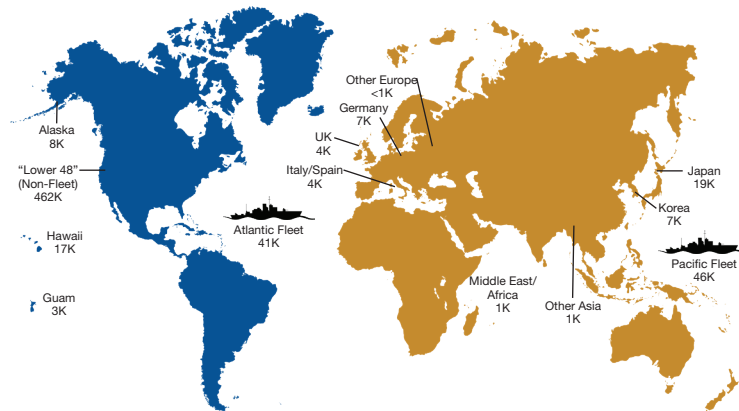 Alaska
8K
“Lower 48”
(Non-Fleet)
462K
Hawaii
17K
Guam
3K
Atlantic Fleet
41K
Other Europe
<1K
Germany
7K
UK
4K
Italy/Spain
4K
Middle East/
Africa
1K
Other Asia
1K
Japan
19K
Korea
7K
Pacific Fleet
46K